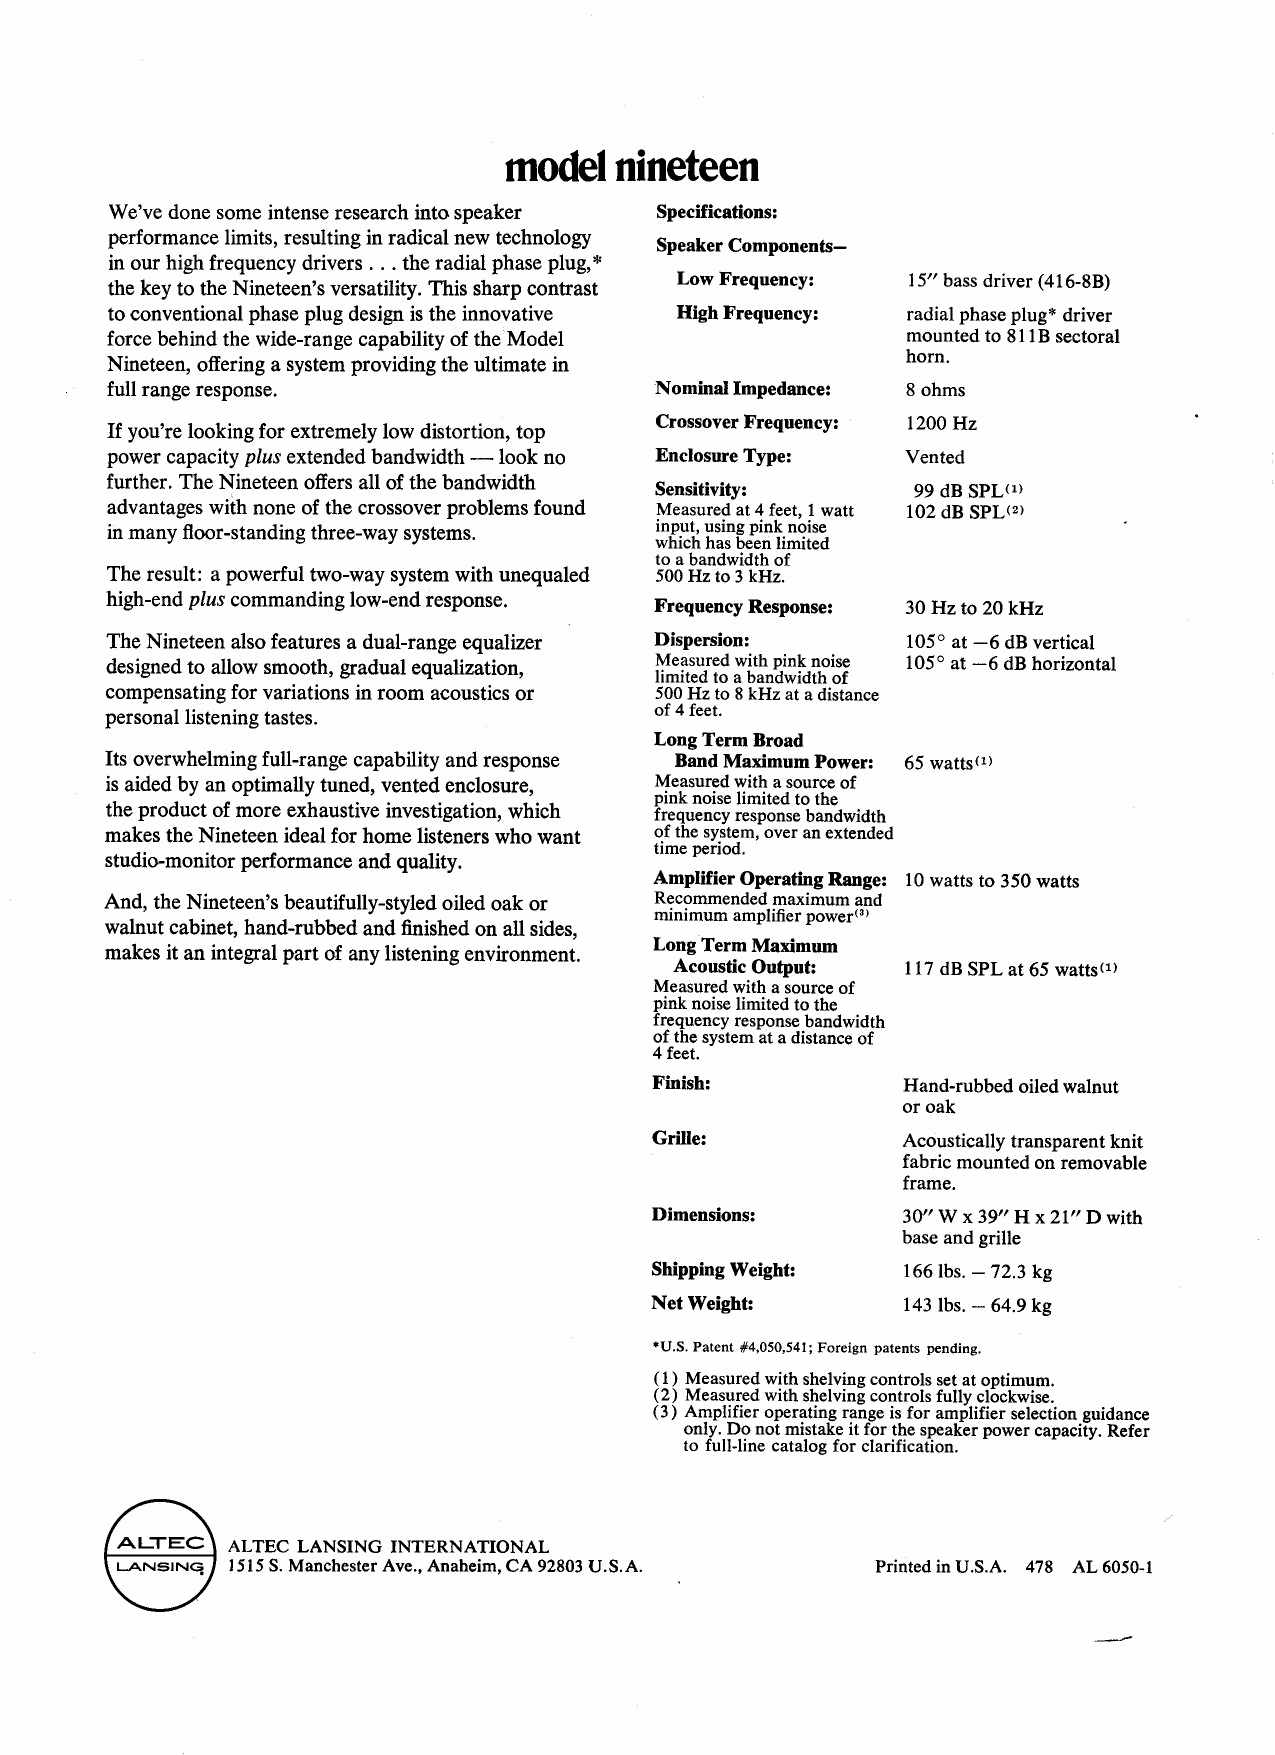 model nineteen
We've done some intense research into speaker
performance limits, resulting in radical new technology
in our high frequency drivers . . . the radial phase plug,*
the key to the Nineteen's versatility. This sharp contrast
to conventional phase plug design is the innovative
force behind the wide-range capability of the Model
Nineteen, offering a system providing the ultimate in
full range response.
If you're looking for extremely low distortion, top
power capacity plus extended bandwidth — look no
further. The Nineteen offers all of the bandwidth
advantages with none of the crossover problems found
in many floor-standing three-way systems.
The result: a powerful two-way system with unequaled
high-end plus commanding low-end response.
The Nineteen also features a dual-range equalizer
designed to allow smooth, gradual equalization,
compensating for variations in room acoustics or
personal listening tastes.
Its overwhelming full-range capability and response
is aided by an optimally tuned, vented enclosure,
the product of more exhaustive investigation, which
makes the Nineteen ideal for home listeners who want
studio-monitor performance and quality.
And, the Nineteen's beautifully-styled oiled oak or
walnut cabinet, hand-rubbed and finished on all sides,
makes it an integral part of any listening environment.
Specifications:
Speaker Components—
Low Frequency: 15″ bass driver (416-8B)
High Frequency: radial phase plug* driver
mounted to 811B sectoral
horn.
Nominal Impedance: 8 ohms
Crossover Frequency: 1200 Hz
Enclosure Type: Vented
Sensitivity: 99 dB SPL(1)
Measured at 4 feet, 1 watt 102 dB SPL(2)
input, using pink noise
which has been limited
to a bandwidth of
500 Hz to 3 kHz.
Frequency Response: 30 Hz to 20 kHz
Dispersion: 105° at —6 dB vertical
Measured with pink noise 105° at —6 dB horizontal
limited to a bandwidth of
500 Hz to 8 kHz at a distance
of 4 feet.
Long Term Broad
Band Maximum Power: 65 watts(1)
Measured with a source of
pink noise limited to the
frequency response bandwidth
of the system, over an extended
time period.
Amplifier Operating Range: 10 watts to 350 watts
Recommended maximum and
minimum amplifier power(3)
Long Term Maximum
Acoustic Output: 117 dB SPL at 65 watts(1)
Measured with a source of
pink noise limited to the
frequency response bandwidth
of the system at a distance of
4 feet.
Finish: Hand-rubbed oiled walnut
or oak
Grille: Acoustically transparent knit
fabric mounted on removable
frame.
Dimensions: 30″ W x 39″ H x 21″ D with
base and grille
Shipping Weight: 166 lbs. — 72.3 kg
Net Weight: 143 lbs. — 64.9 kg
*U.S. Patent #4,050,541; Foreign patents pending.
(1) Measured with shelving controls set at optimum.
(2) Measured with shelving controls fully clockwise.
(3) Amplifier operating range is for amplifier selection guidance
only. Do not mistake it for the speaker power capacity. Refer
to full-line catalog for clarification.
ALTEC
LANSING
ALTEC LANSING INTERNATIONAL
1515 S. Manchester Ave., Anaheim, CA 92803 U.S.A.
Printed in U.S.A. 478 AL 6050-1